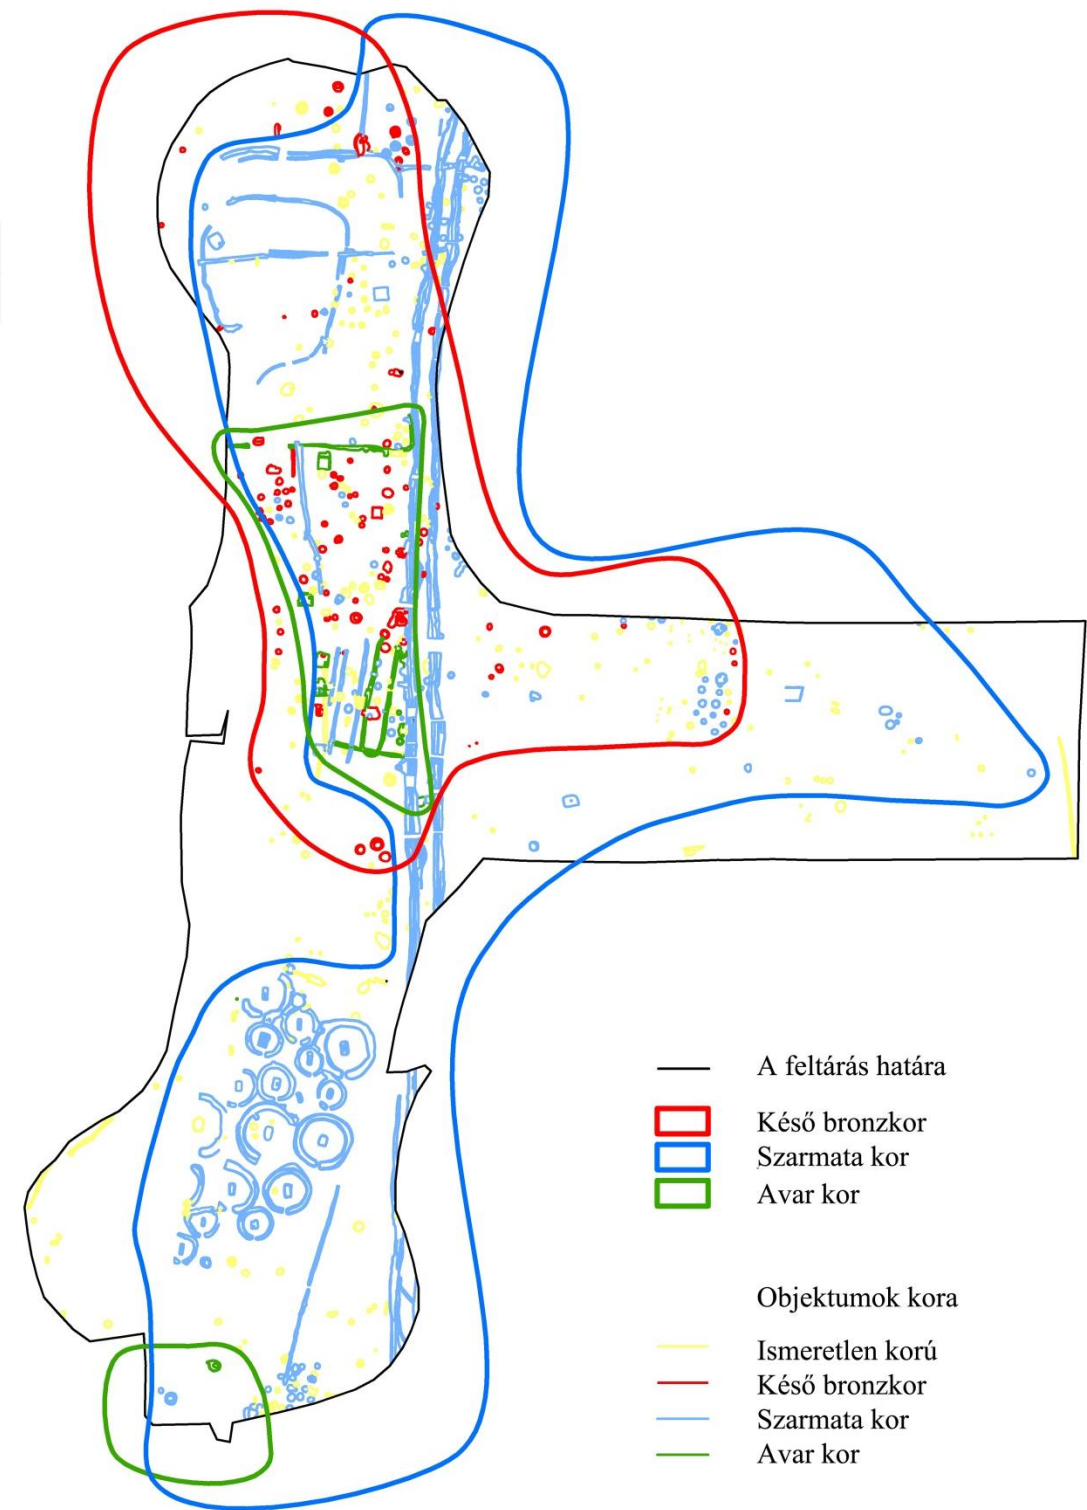 A feltárás határa
Késő bronzkor
Szarmata kor
Avar kor
Objektumok kora
Ismeretlen korú
Késő bronzkor
Szarmata kor
Avar kor